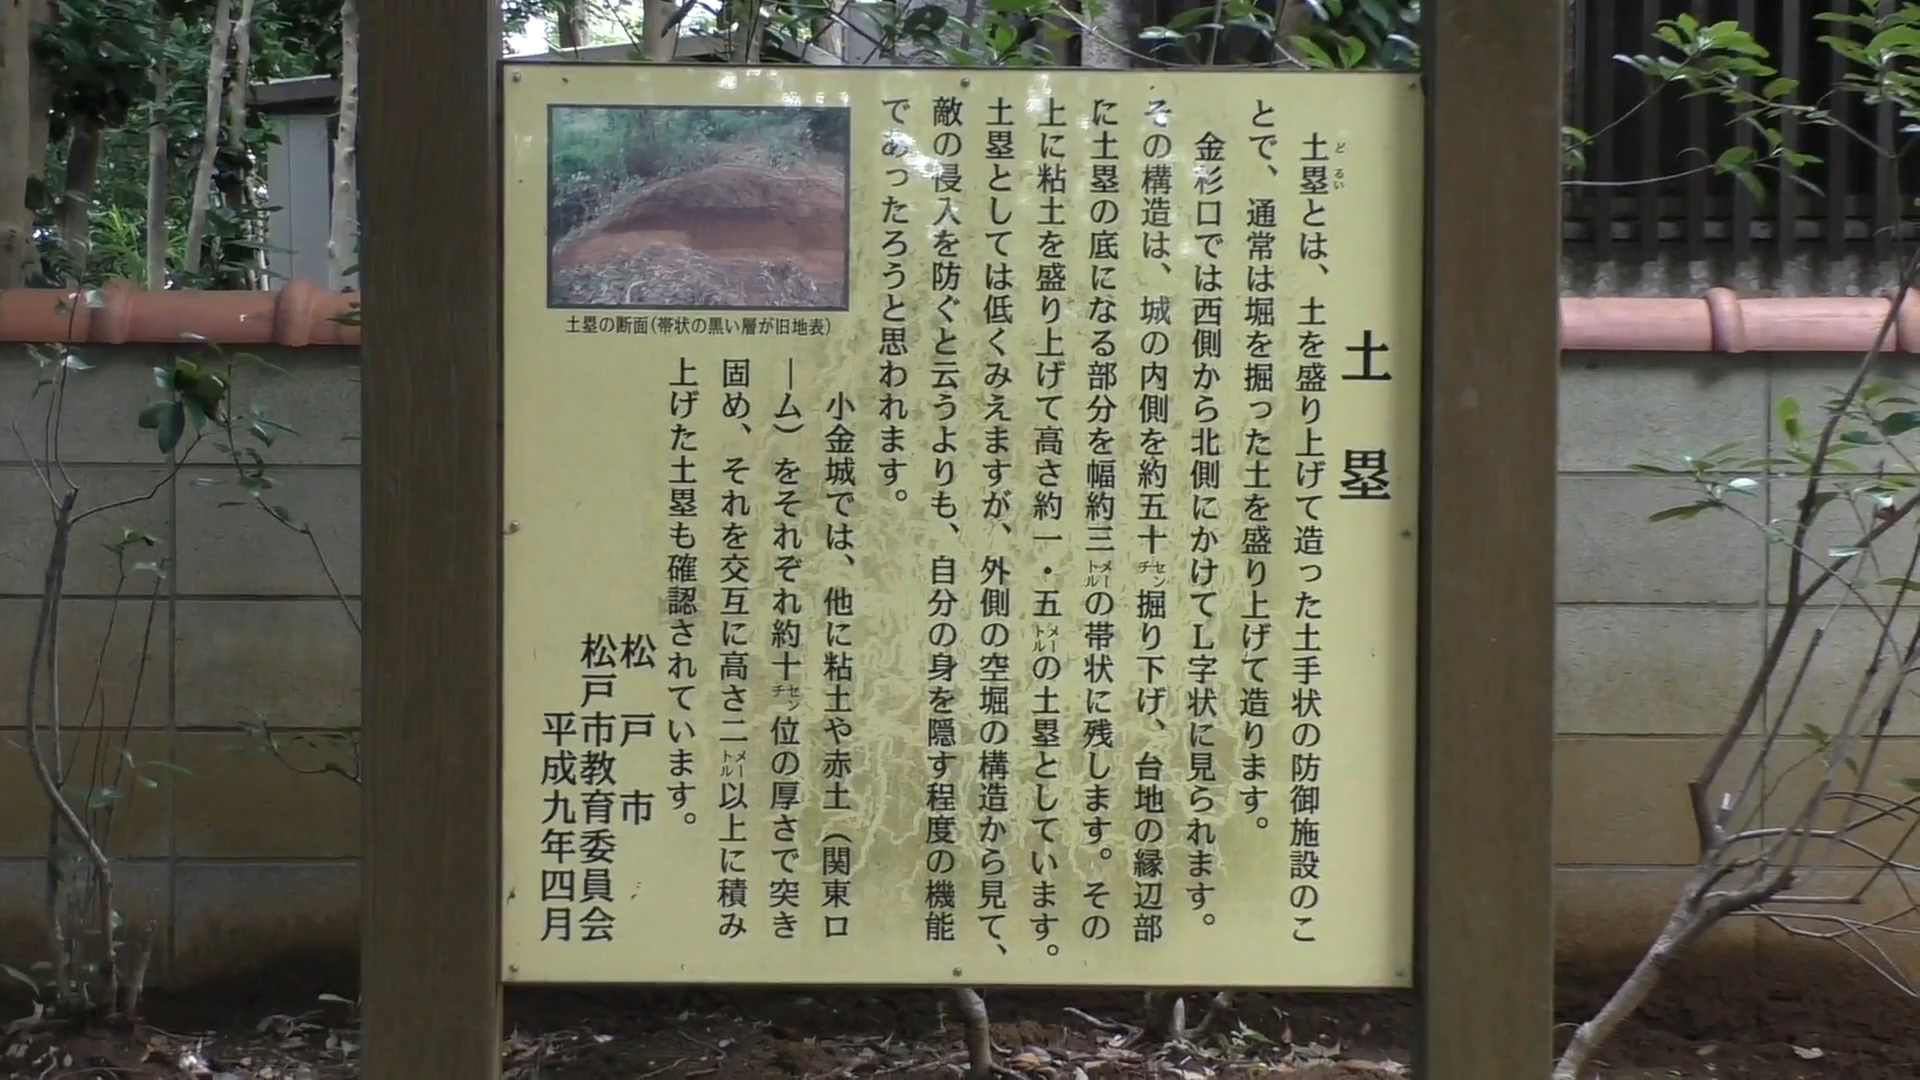 土塁
土塁とは、土を盛り上げて造った土手状の防御施設のこ
どるい
とで、通常は堀を掘った土を盛り上げて造ります。
金杉口では西側から北側にかけてL字状に見られます。
その構造は、城の内側を約五十センチ掘り下げ、台地の縁辺部
に土塁の底になる部分を幅約三メートルの帯状に残します。その
上に粘土を盛り上げて高さ約一・五メートルの土塁としています。
土塁としては低くみえますが、外側の空堀の構造から見て、
敵の侵入を防ぐと云うよりも、自分の身を隠す程度の機能
であったろうと思われます。
土塁の断面(帯状の黒い層が旧地表)
小金城では、他に粘土や赤土(関東ロ
ーム)をそれぞれ約十センチ位の厚さで突き
固め、それを交互に高さ二メートル以上に積み
上げた土塁も確認されています。
松戸市
松戸市教育委員会
平成九年四月